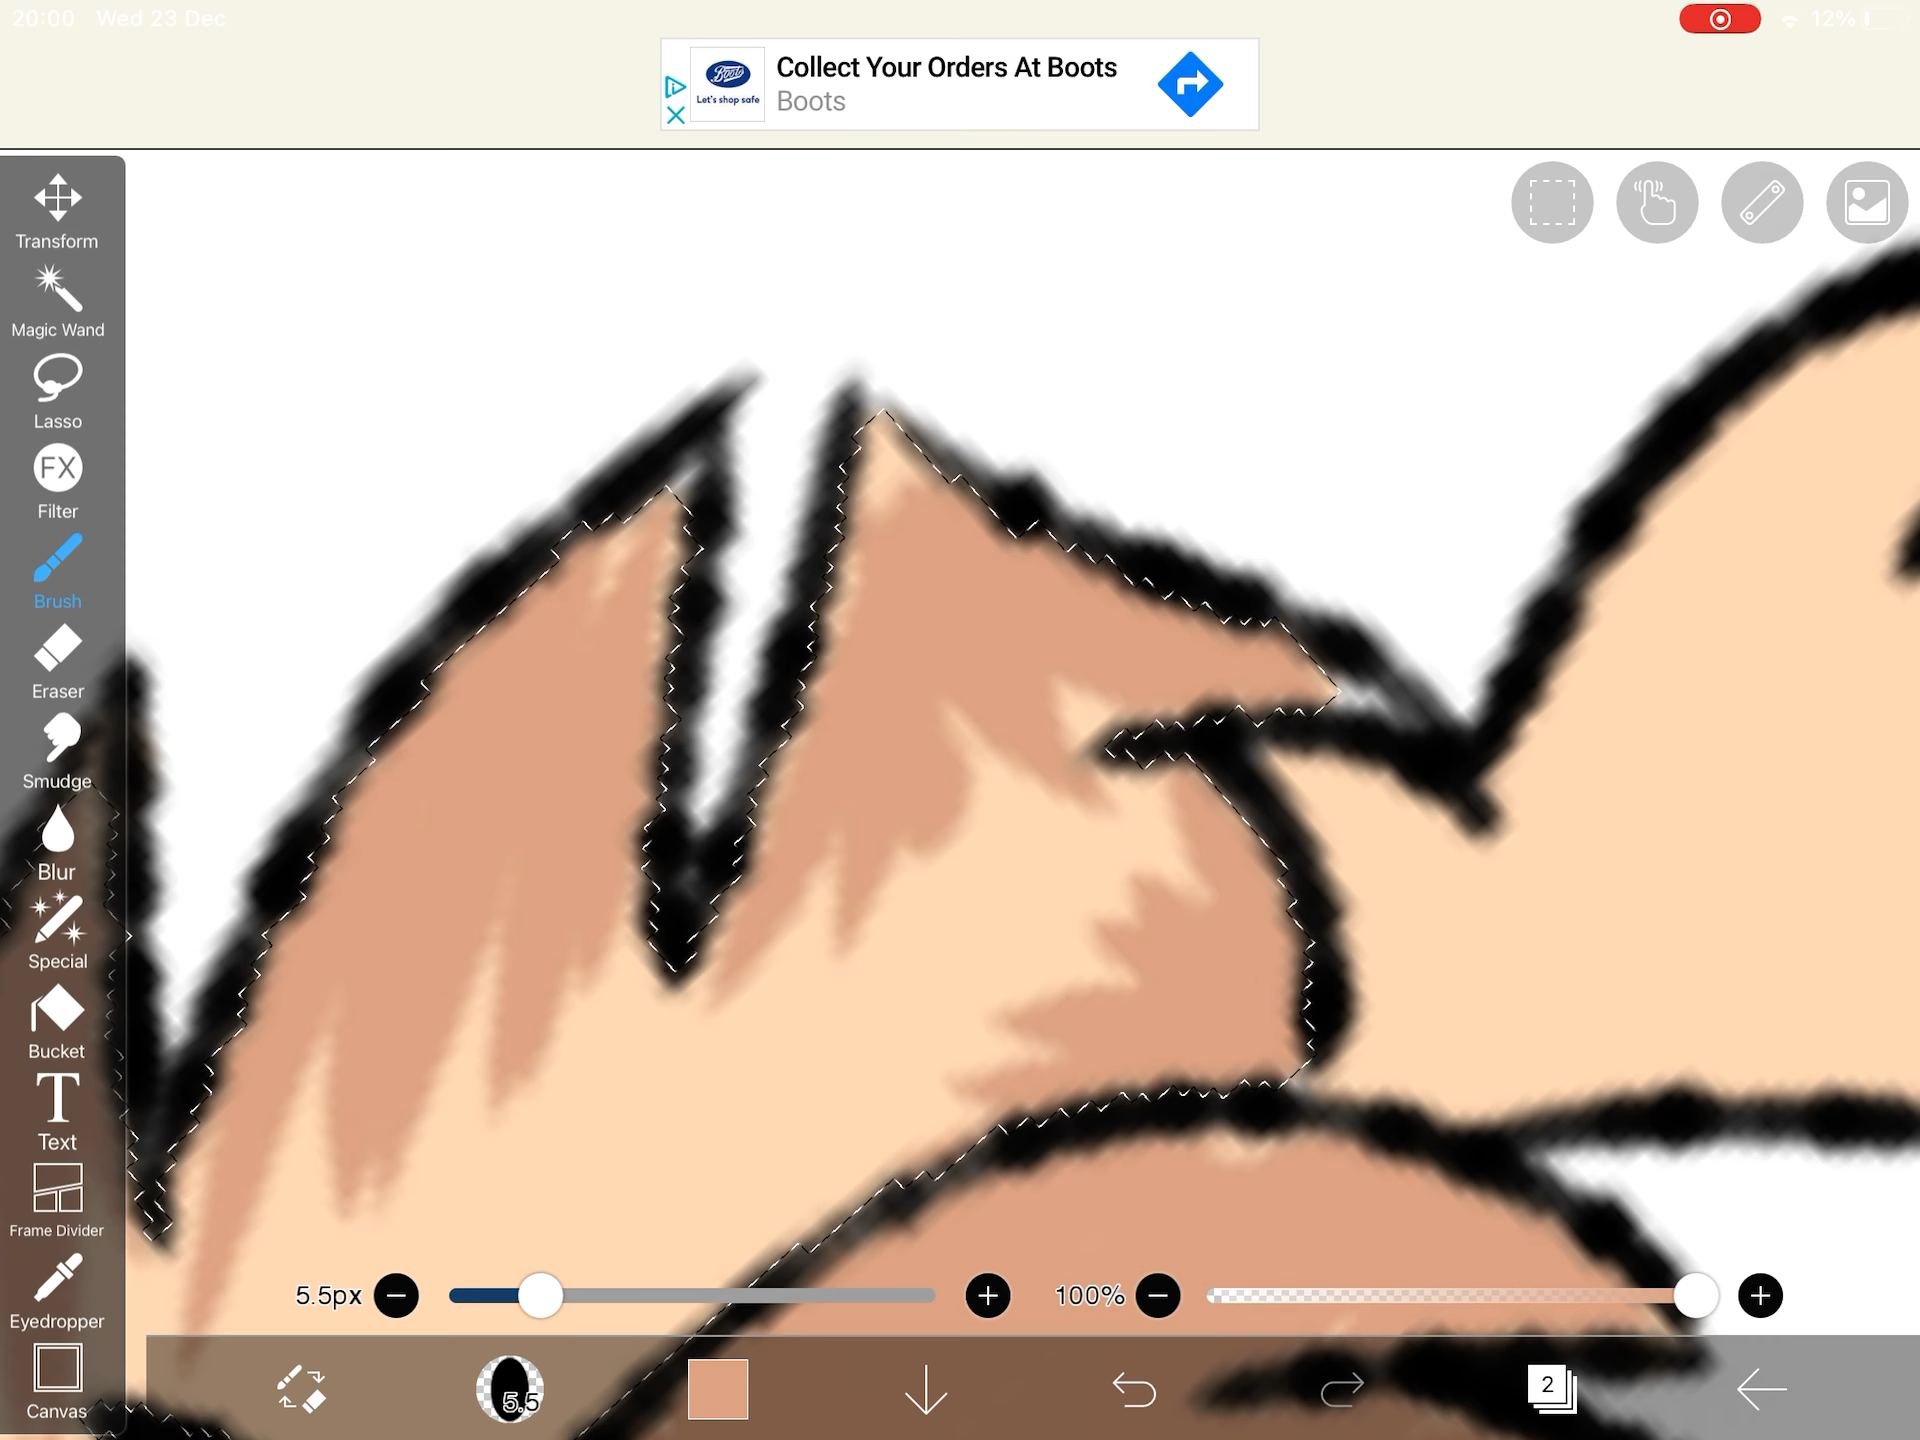 20:00 Wed 23 Dec
12%
Boots
Let's shop safe
Collect Your Orders At Boots
Boots
Transform
Magic Wand
Lasso
FX
Filter
Brush
Eraser
Smudge
Blur
Special
Bucket
T
Text
Frame Divider
Eyedropper
Canvas
5.5px
100%
5.5
2